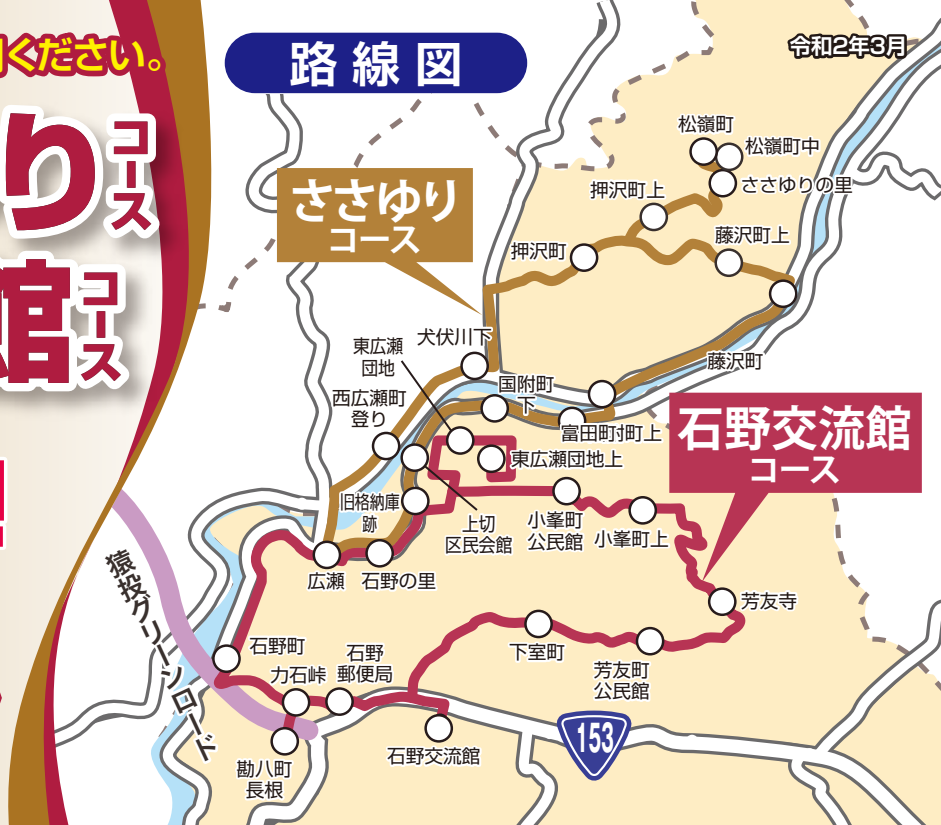 ください。
路線図
令和2年3月
り
コース
館
コース
ささゆり
コース
松嶺町
松嶺町中
ささゆりの里
押沢町上
押沢町
藤沢町上
藤沢町
犬伏川下
東広瀬
団地
国附町
下
西広瀬町
登り
富田町
村町上
東広瀬団地上
石野交流館
コース
旧格納庫
跡
上切
区民会館
小峯町
公民館
小峯町上
広瀬
石野の里
芳友寺
猿投グリーンロード
石野町
力石峠
石野
郵便局
下室町
芳友町
公民館
石野交流館
153
勘八町
長根